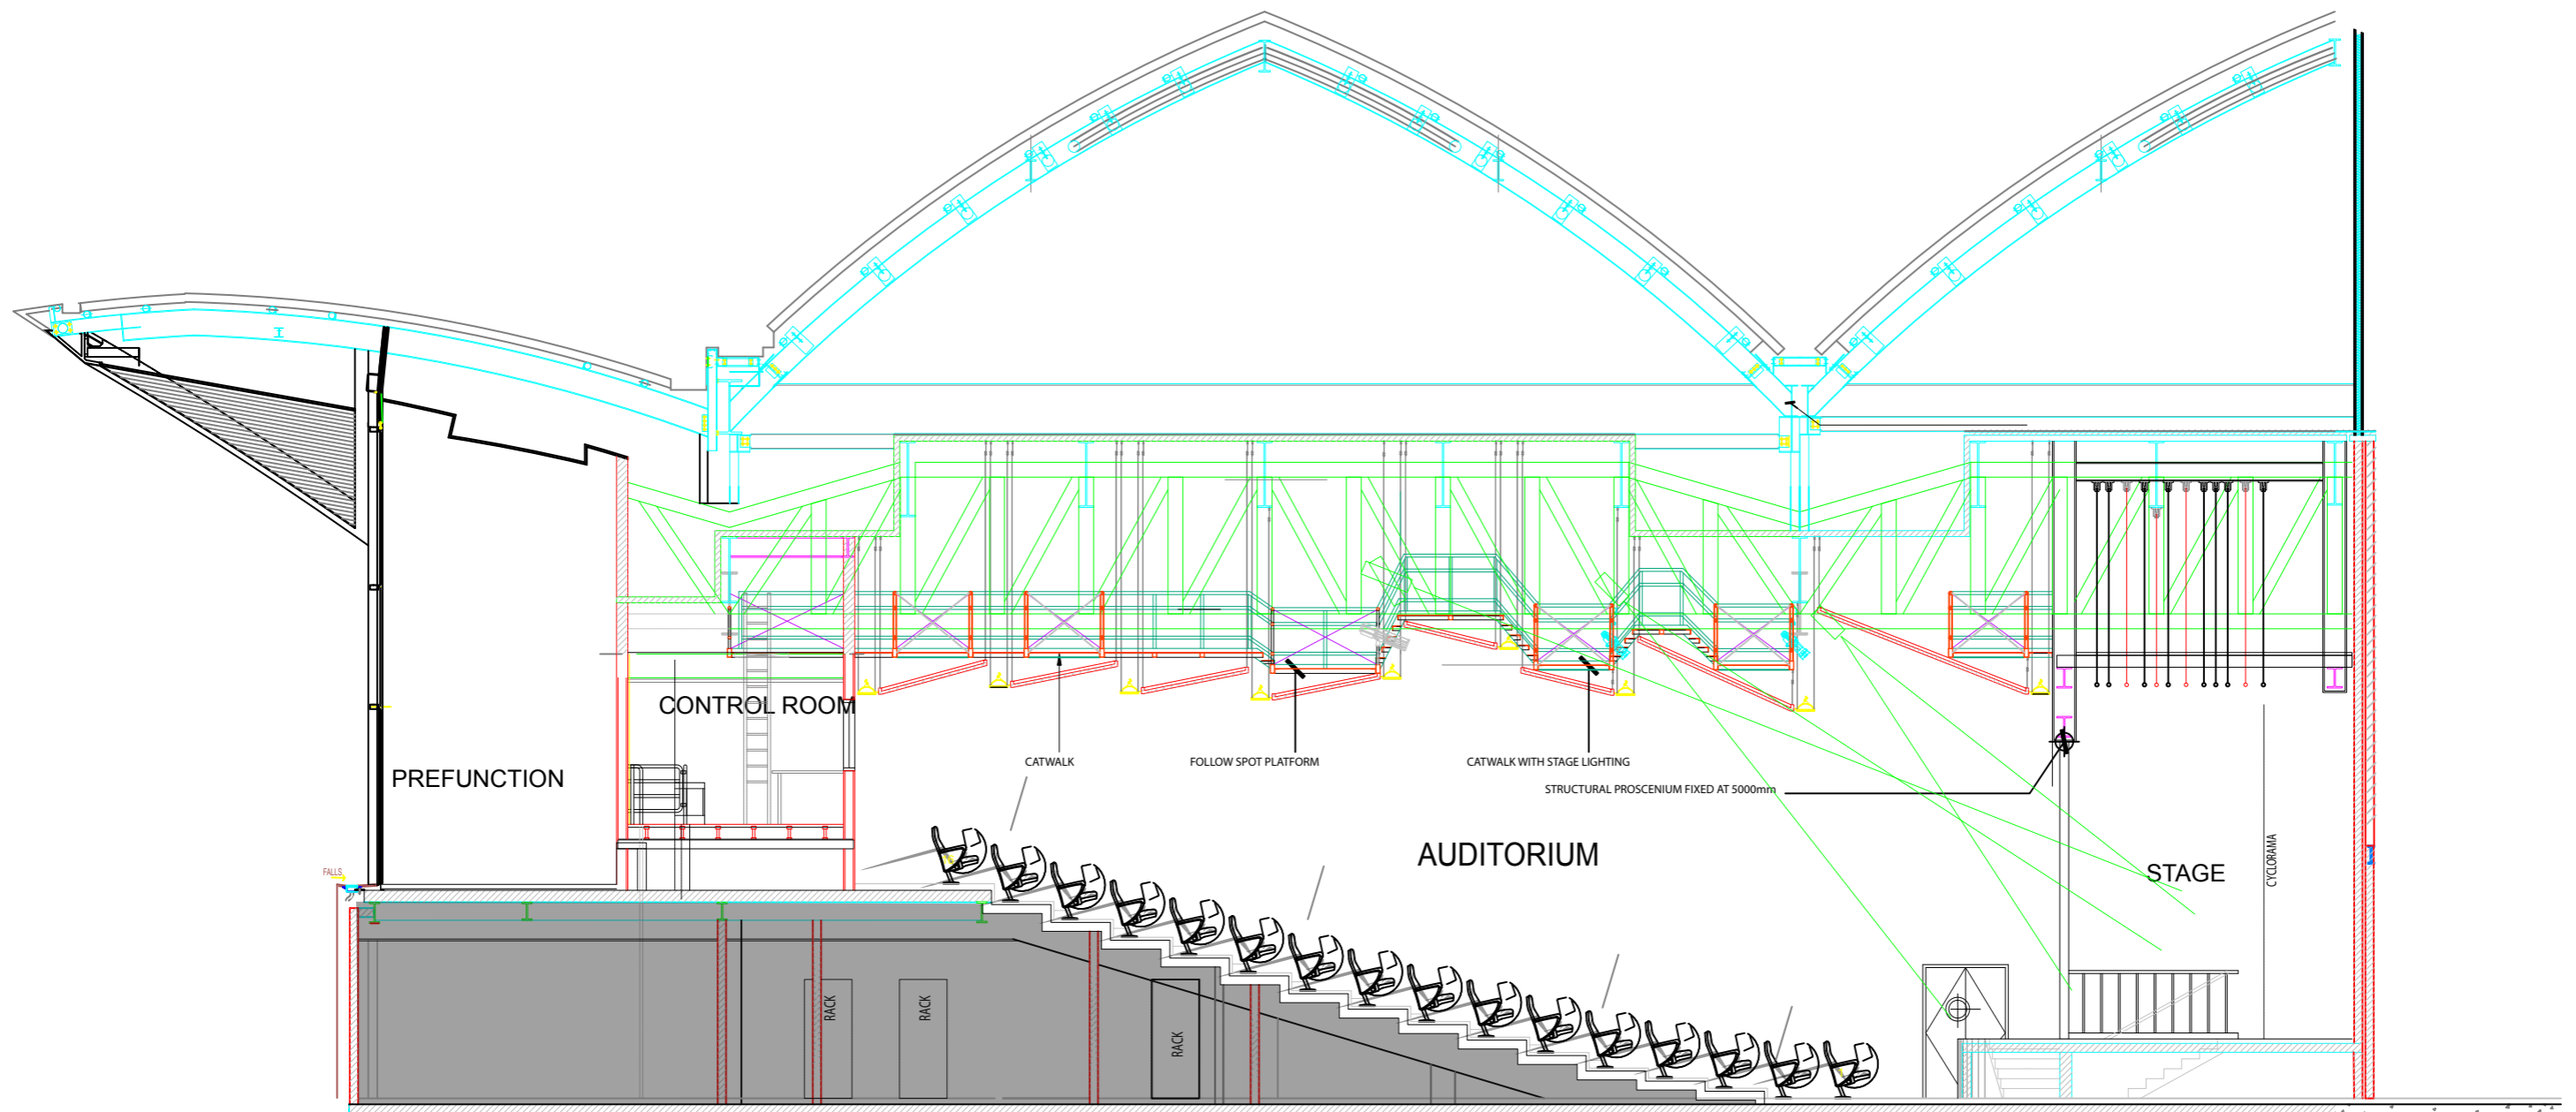 CONTROL ROOM
PREFUNCTION
CATWALK
FOLLOW SPOT PLATFORM
CATWALK WITH STAGE LIGHTING
STRUCTURAL PROSCENIUM FIXED AT 5000mm
AUDITORIUM
STAGE
CYCLORAMA
FALLS
RACK
RACK
RACK